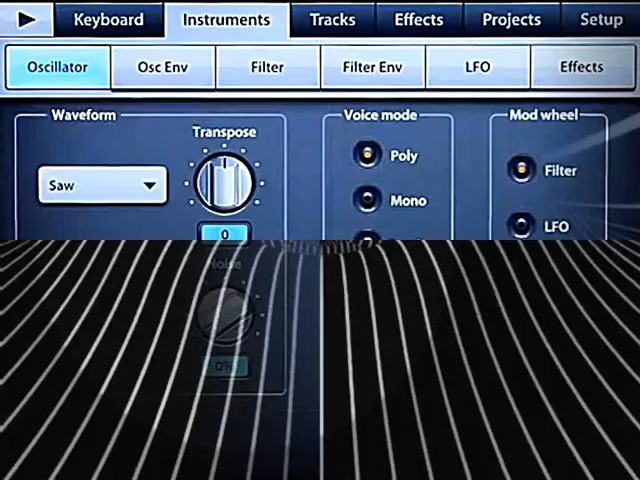 Keyboard Instruments Tracks Effects Projects Setup
Oscillator Osc Env Filter Filter Env LFO Effects
Waveform Voice mode Mod wheel
Transpose
Poly
Filter
Saw
Mono
LFO
0
Noise
0%